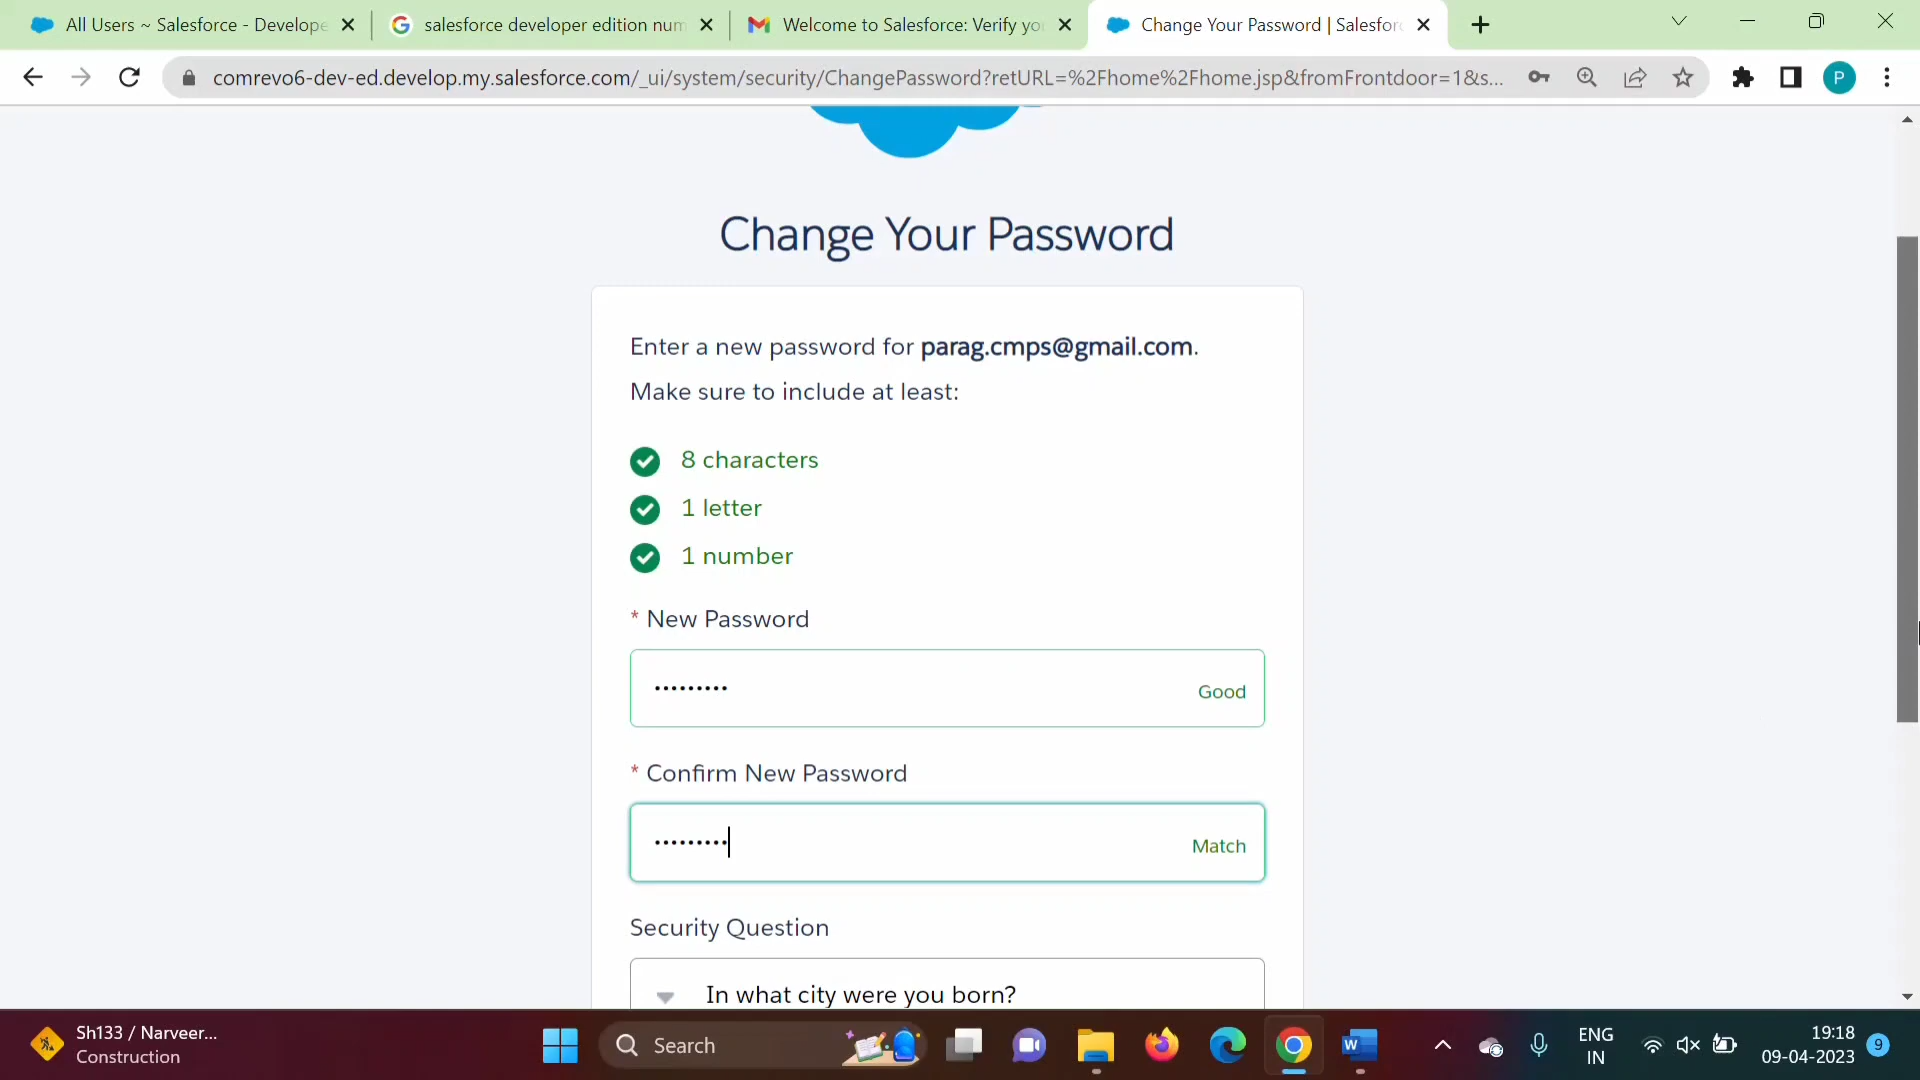 All Users ~ Salesforce - Develope
salesforce developer edition num
Welcome to Salesforce: Verify yo
Change Your Password | Salesforc
comrevo6-dev-ed.develop.my.salesforce.com/_ui/system/security/ChangePassword?retURL=%2Fhome%2Fhome.jsp&fromFrontdoor=1&s...
P
Change Your Password
Enter a new password for parag.cmps@gmail.com.
Make sure to include at least:
8 characters
1 letter
1 number
* New Password
•••••••••
Good
* Confirm New Password
•••••••••
Match
Security Question
In what city were you born?
Sh133 / Narveer...
Construction
Search
W
ENG
IN
19:18
09-04-2023
9